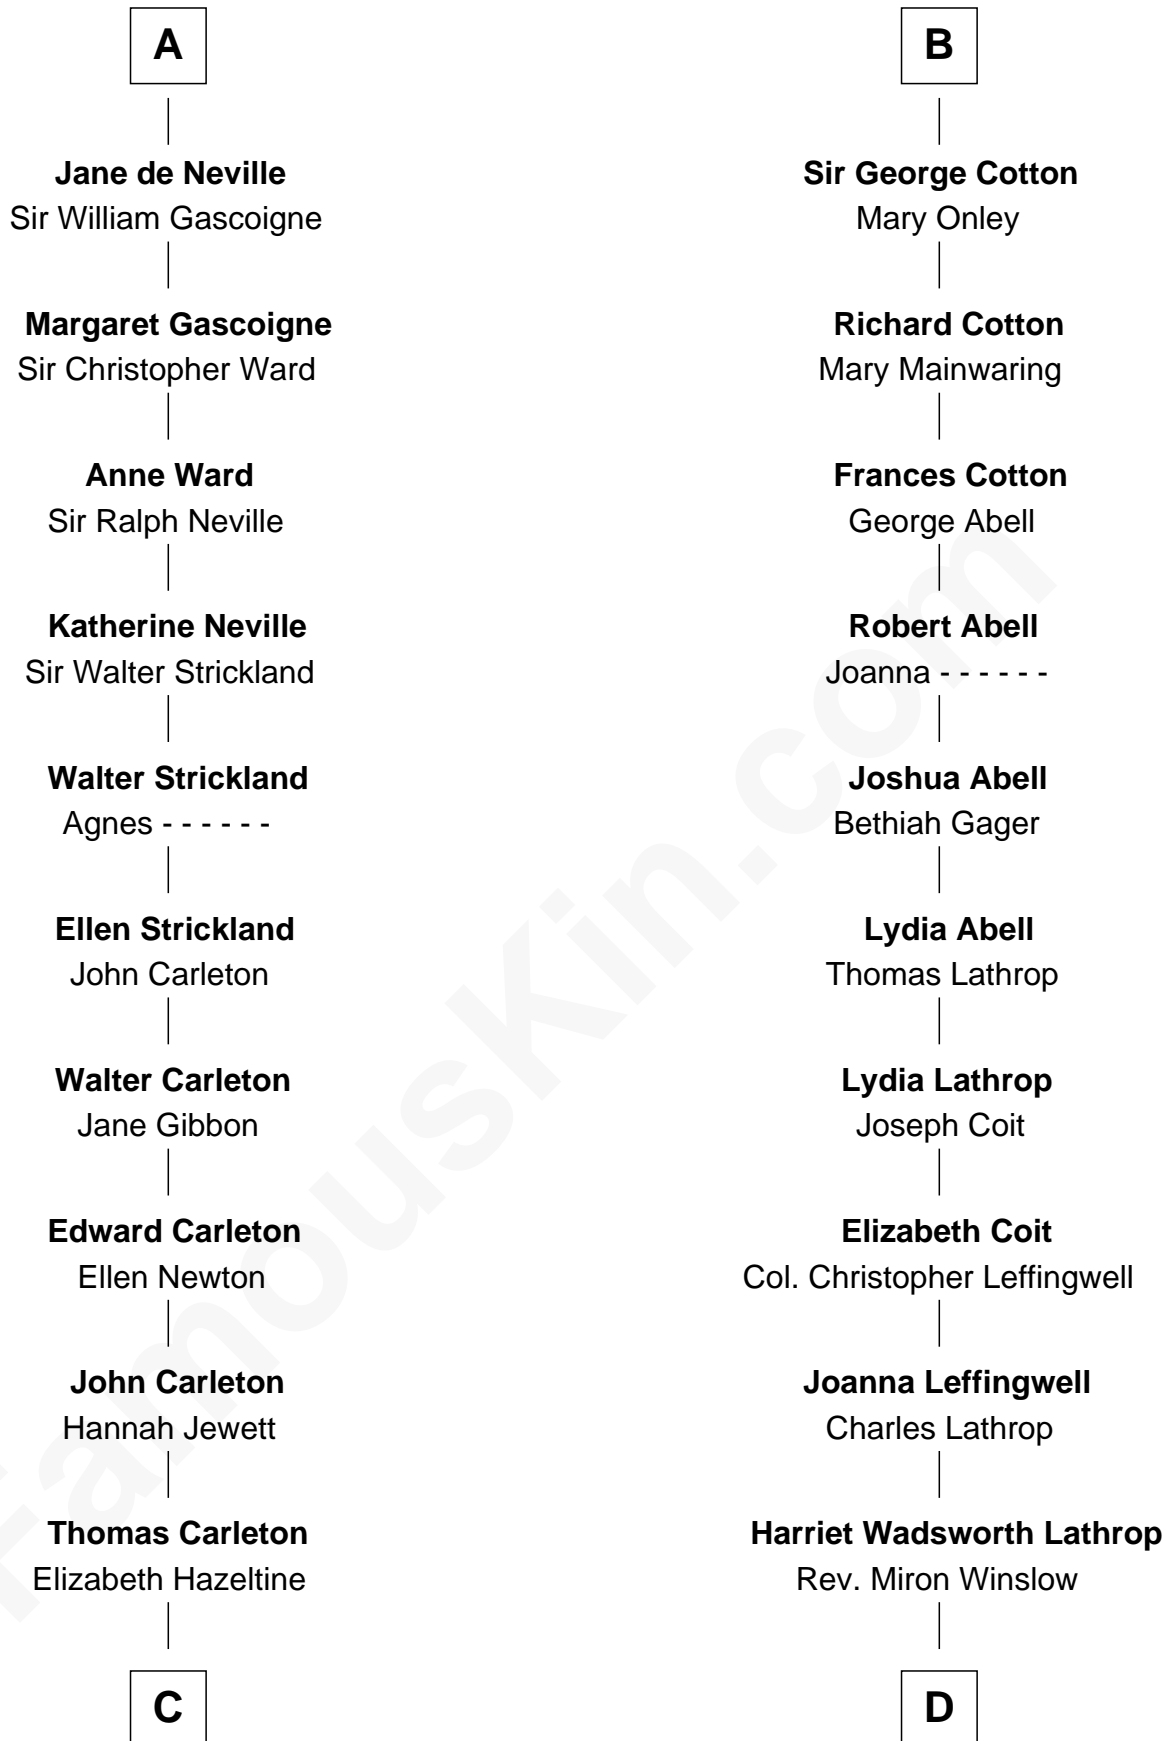 A
Jane de Neville
Sir William Gascoigne
Margaret Gascoigne
Sir Christopher Ward
Anne Ward
Sir Ralph Neville
Katherine Neville
Sir Walter Strickland
Walter Strickland
Agnes - - - - - -
Ellen Strickland
John Carleton
Walter Carleton
Jane Gibbon
Edward Carleton
Ellen Newton
John Carleton
Hannah Jewett
Thomas Carleton
Elizabeth Hazeltine
C
B
Sir George Cotton
Mary Onley
Richard Cotton
Mary Mainwaring
Frances Cotton
George Abell
Robert Abell
Joanna - - - - - -
Joshua Abell
Bethiah Gager
Lydia Abell
Thomas Lathrop
Lydia Lathrop
Joseph Coit
Elizabeth Coit
Col. Christopher Leffingwell
Joanna Leffingwell
Charles Lathrop
Harriet Wadsworth Lathrop
Rev. Miron Winslow
D
FamousKin.com